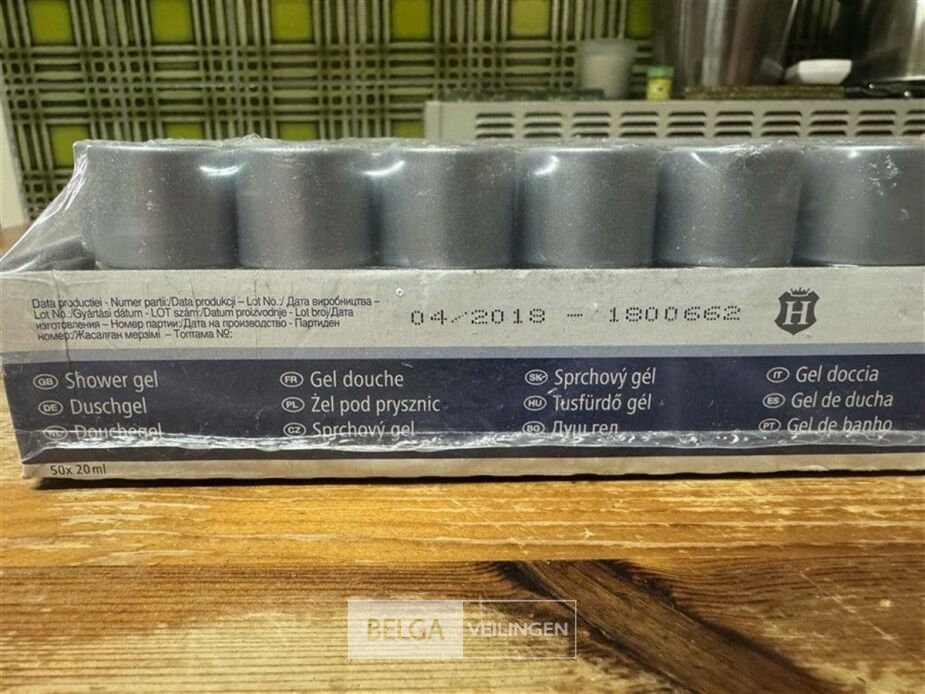 Data productiei - Numer partii:/Data produkcji – Lot No.:/ Дата виробництва –
Lot No.:/Gyártási dátum - LOT szám:/Datum proizvodnje - Lot broj/Дата
изготовления – Номер партии:/Дата на производство - Партиден
номер:/Жасалған мерзімі – Топтама №:
04/2018 - 1800662
H
GB Shower gel
DE Duschgel
Douchegel
FR Gel douche
PL Żel pod prysznic
CZ Sprchový gel
SK Sprchový gél
HU Tusfürdő gél
BG Душ гел
IT Gel doccia
ES Gel de ducha
PT Gel de banho
50x 20ml
BELGA VEILINGEN